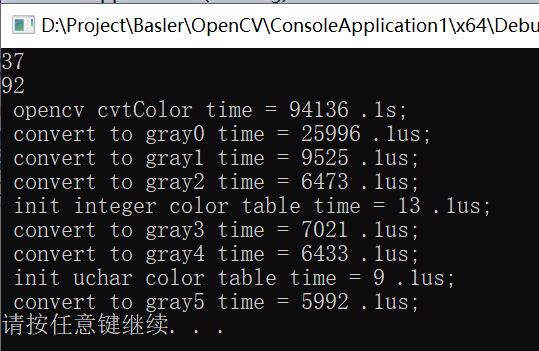 D:\Project\Basler\OpenCV\ConsoleApplication1\x64\Debu
37
92
opencv cvtColor time = 94136 .1s;
convert to gray0 time = 25996 .1us;
convert to gray1 time = 9525 .1us;
convert to gray2 time = 6473 .1us;
init integer color table time = 13 .1us;
convert to gray3 time = 7021 .1us;
convert to gray4 time = 6433 .1us;
init uchar color table time = 9 .1us;
convert to gray5 time = 5992 .1us;
请按任意键继续. . .